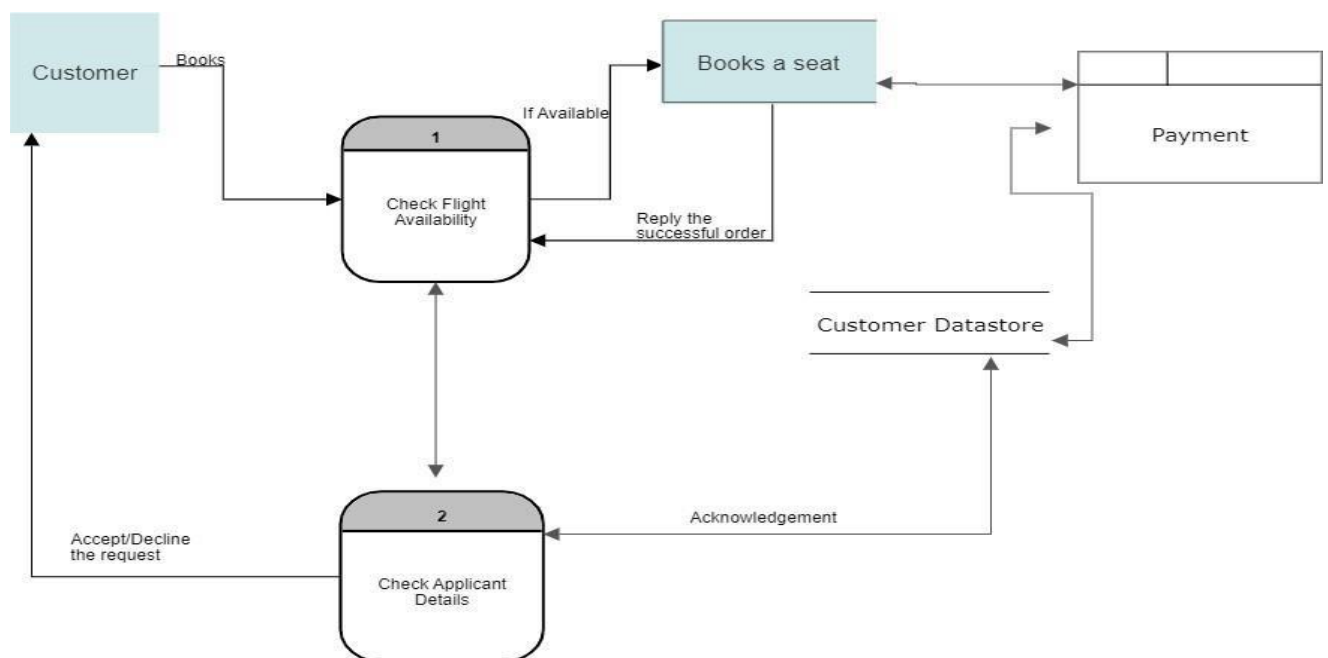 Customer
Books
Books a seat
If Available
1
Check Flight
Availability
Reply the
successful order
Payment
Customer Datastore
2
Check Applicant
Details
Acknowledgement
Accept/Decline
the request